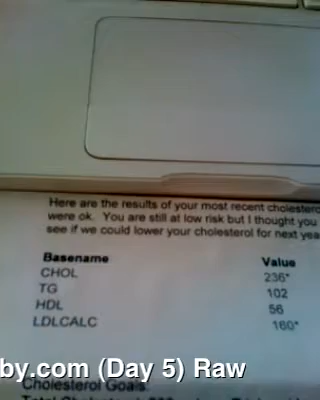 Here are the results of your most recent cholestero
were ok. You are still at low risk but I thought you
see if we could lower your cholesterol for next yea
Basename Value
CHOL 236*
TG 102
HDL 56
LDLCALC 160*
by.com (Day 5) Raw
Cholesterol Goals: